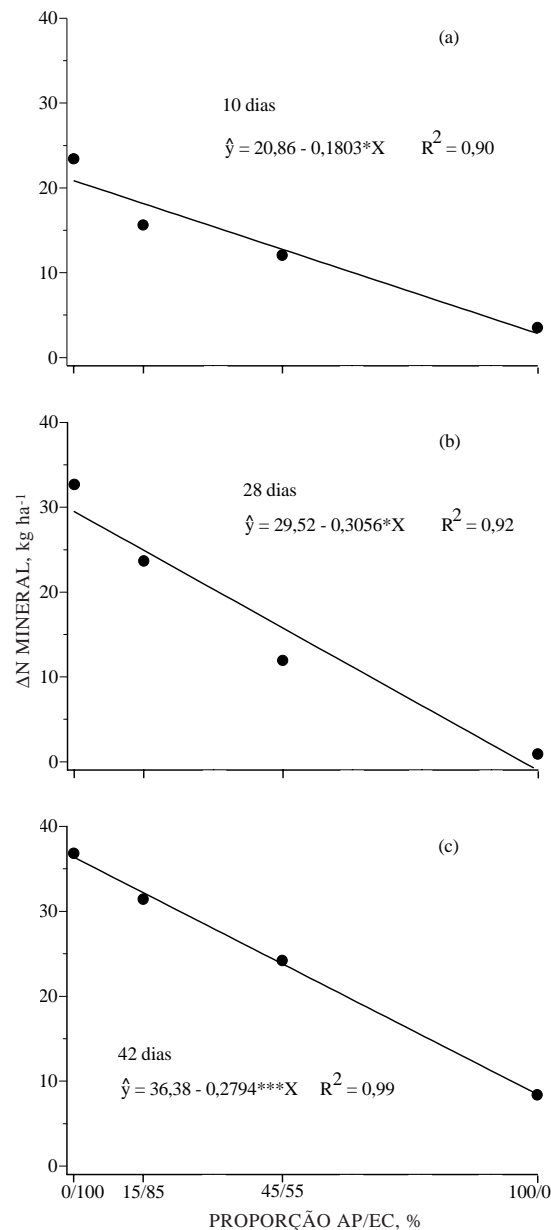 40
(a)
30
10 dias
ŷ = 20,86 - 0,1803*X R² = 0,90
20
10
0
40
(b)
30
28 dias
ŷ = 29,52 - 0,3056*X R² = 0,92
20
10
0
ΔN MINERAL, kg ha⁻¹
40
(c)
30
20
42 dias
ŷ = 36,38 - 0,2794***X R² = 0,99
10
0
0/100 15/85 45/55 100/0
PROPORÇÃO AP/EC, %